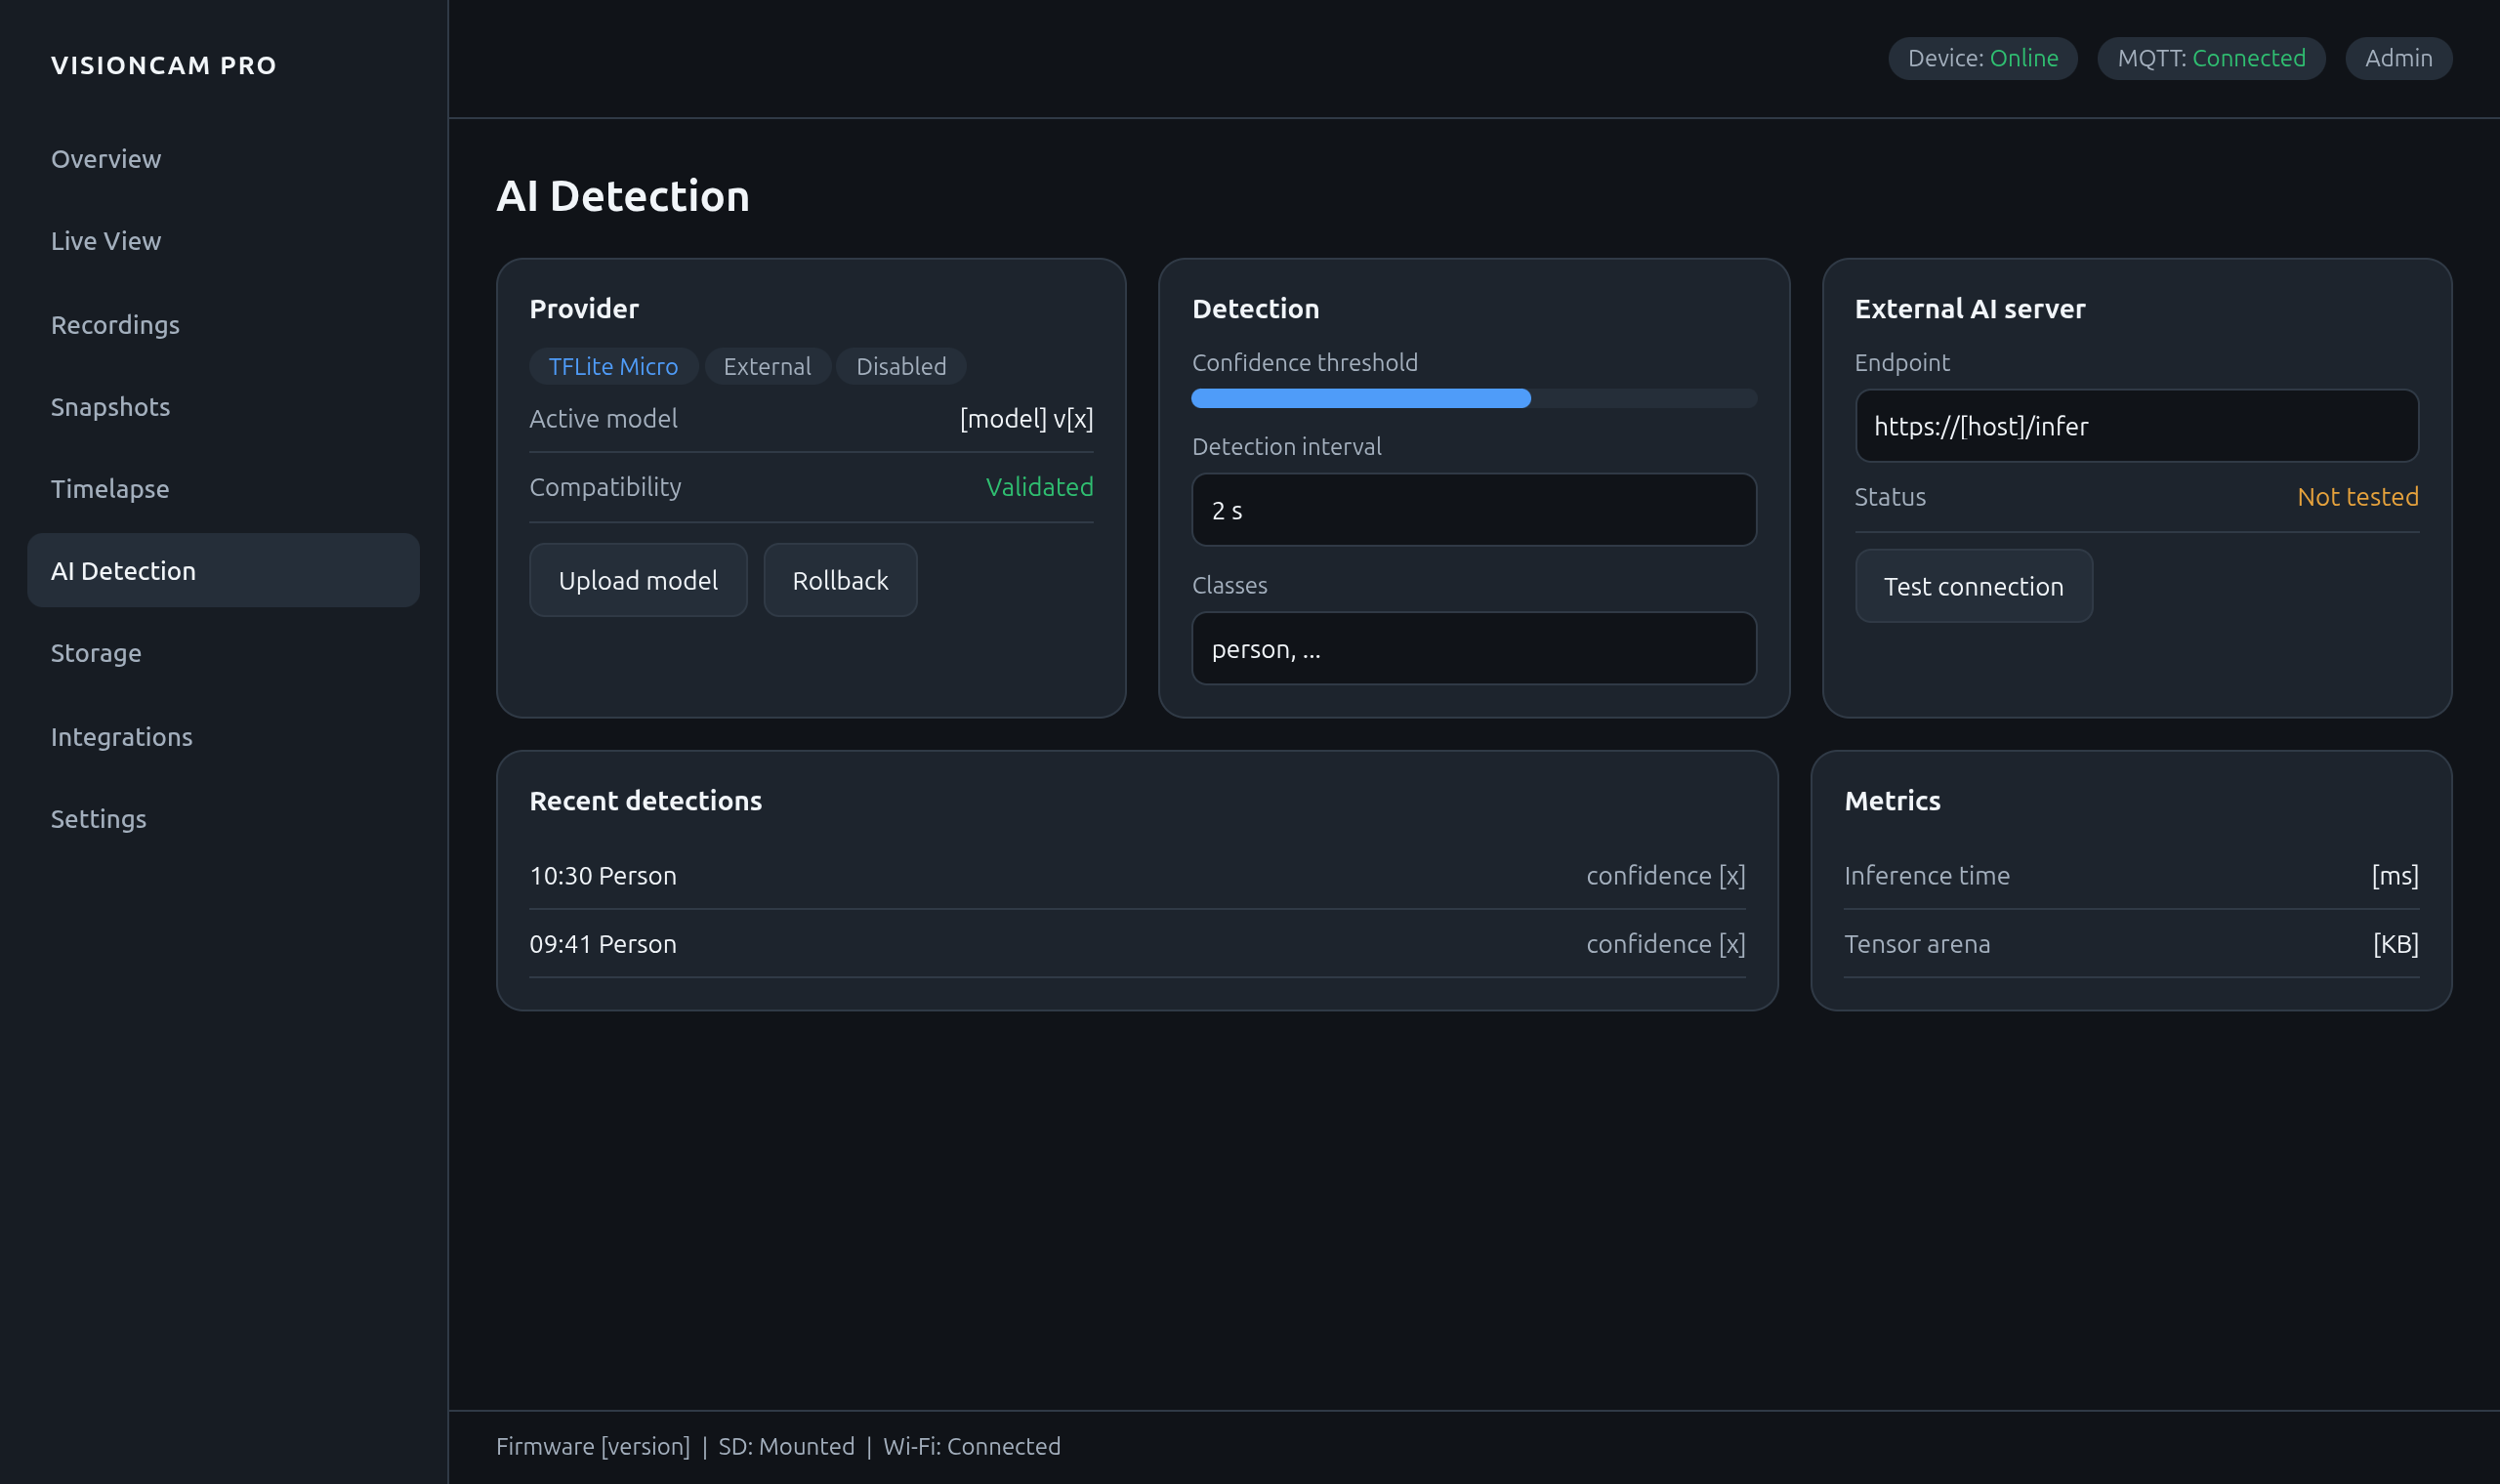 VISIONCAM PRO
Overview
Live View
Recordings
Snapshots
Timelapse
AI Detection
Storage
Integrations
Settings
Device: Online
MQTT: Connected
Admin
AI Detection
Provider
TFLite Micro External Disabled
Active model [model] v[x]
Compatibility Validated
Upload model Rollback
Detection
Confidence threshold
Detection interval
2 s
Classes
person, ...
External AI server
Endpoint
https://[host]/infer
Status Not tested
Test connection
Recent detections
10:30 Person confidence [x]
09:41 Person confidence [x]
Metrics
Inference time [ms]
Tensor arena [KB]
Firmware [version] | SD: Mounted | Wi-Fi: Connected